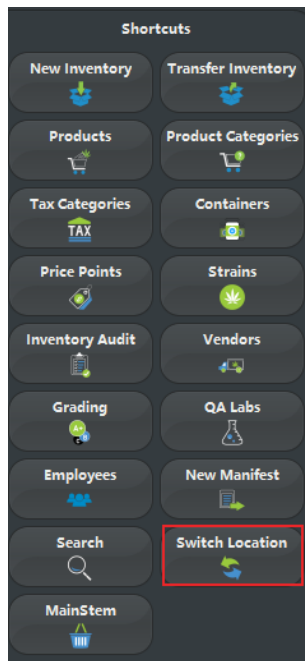 Shortcuts
New Inventory
Transfer Inventory
Products
Product Categories
Tax Categories
TAX
Containers
Price Points
Strains
Inventory Audit
Vendors
Grading
A+
QA Labs
Employees
New Manifest
Search
Switch Location
MainStem